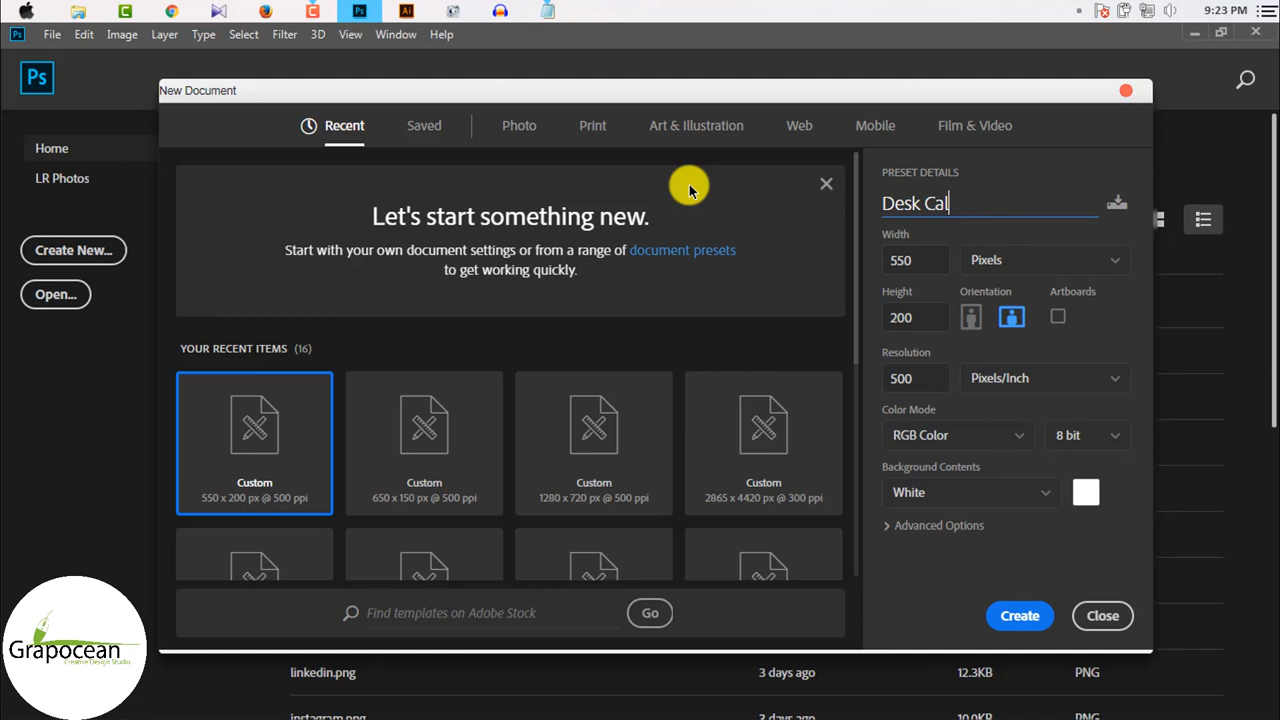 9:23 PM
Ps
File Edit Image Layer Type Select Filter 3D View Window Help
Ps
New Document
Recent Saved Photo Print Art & Illustration Web Mobile Film & Video
Home
LR Photos
Create New...
Open...
Let's start something new.
Start with your own document settings or from a range of document presets
to get working quickly.
YOUR RECENT ITEMS (16)
Custom
550 x 200 px @ 500 ppi
Custom
650 x 150 px @ 500 ppi
Custom
1280 x 720 px @ 500 ppi
Custom
2865 x 4420 px @ 300 ppi
Find templates on Adobe Stock
Go
PRESET DETAILS
Desk Cal
Width
550 Pixels
Height Orientation Artboards
200
Resolution
500 Pixels/Inch
Color Mode
RGB Color 8 bit
Background Contents
White
Advanced Options
Create Close
linkedin.png 3 days ago 12.3KB PNG
instagram.png 3 days ago 10.0KB PNG
Grapocean
Creative Design Studio